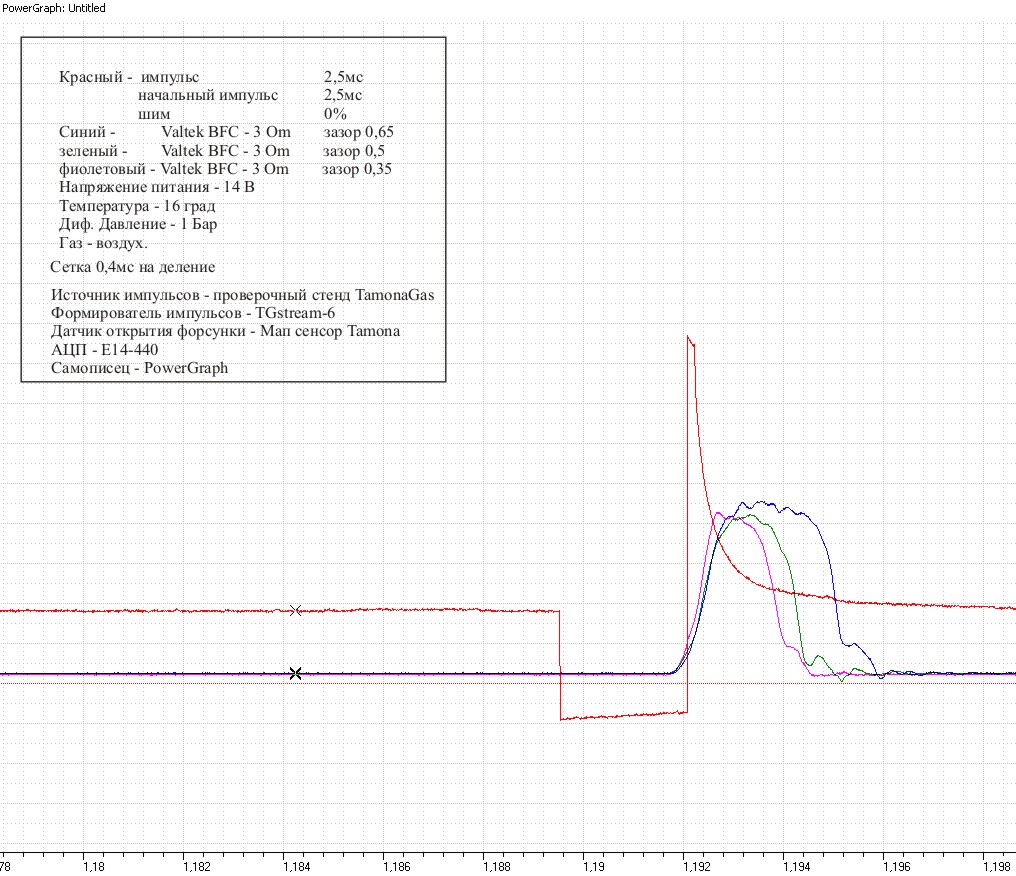 PowerGraph: Untitled
Красный - импульс 2,5мс
начальный импульс 2,5мс
шим 0%
Синий - Valtek BFC - 3 Om зазор 0,65
зеленый - Valtek BFC - 3 Om зазор 0,5
фиолетовый - Valtek BFC - 3 Om зазор 0,35
Напряжение питания - 14 В
Температура - 16 град
Диф. Давление - 1 Бар
Газ - воздух.
Сетка 0,4мс на деление
Источник импульсов - проверочный стенд TamonaGas
Формирователь импульсов - TGstream-6
Датчик открытия форсунки - Мап сенсор Tamona
АЦП - E14-440
Самописец - PowerGraph
78 1,18 1,182 1,184 1,186 1,188 1,19 1,192 1,194 1,196 1,198